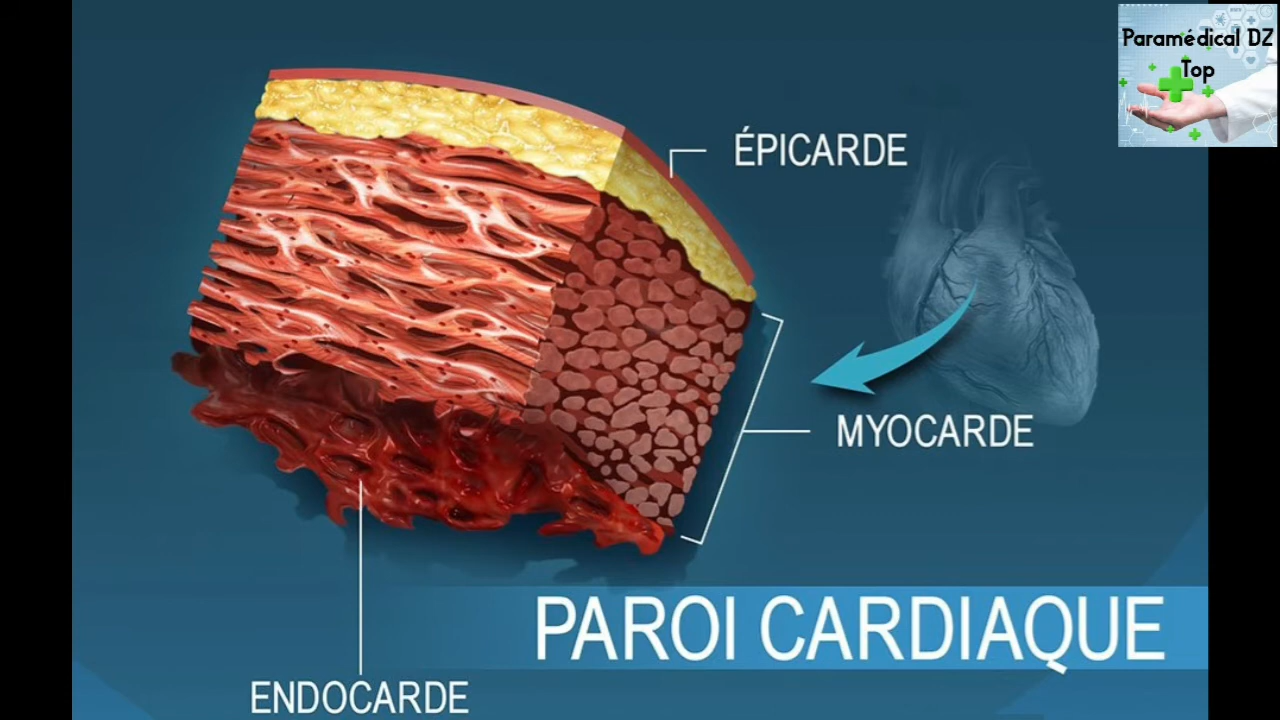 Paramédical DZ
Top
ÉPICARDE
MYOCARDE
PAROI CARDIAQUE
ENDOCARDE